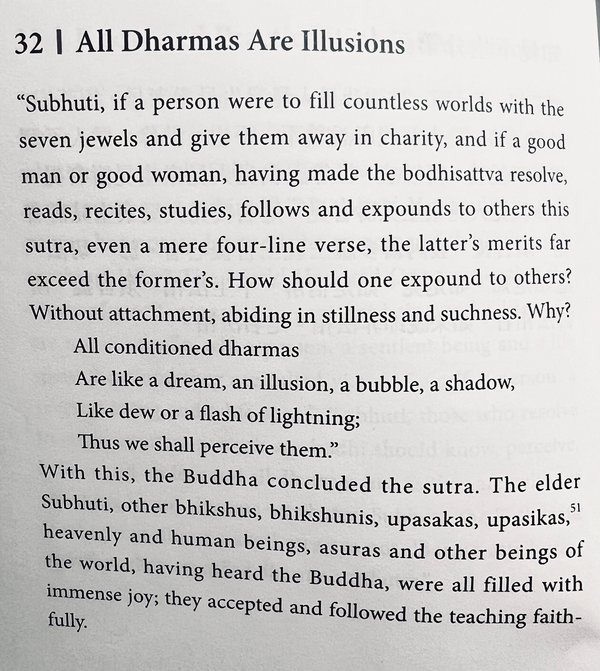 32 | All Dharmas Are Illusions
“Subhuti, if a person were to fill countless worlds with the
seven jewels and give them away in charity, and if a good
man or good woman, having made the bodhisattva resolve,
reads, recites, studies, follows and expounds to others this
sutra, even a mere four-line verse, the latter’s merits far
exceed the former’s. How should one expound to others?
Without attachment, abiding in stillness and suchness. Why?
All conditioned dharmas
Are like a dream, an illusion, a bubble, a shadow,
Like dew or a flash of lightning;
Thus we shall perceive them.”
With this, the Buddha concluded the sutra. The elder
Subhuti, other bhikshus, bhikshunis, upasakas, upasikas,51
heavenly and human beings, asuras and other beings of
the world, having heard the Buddha, were all filled with
immense joy; they accepted and followed the teaching faith-
fully.